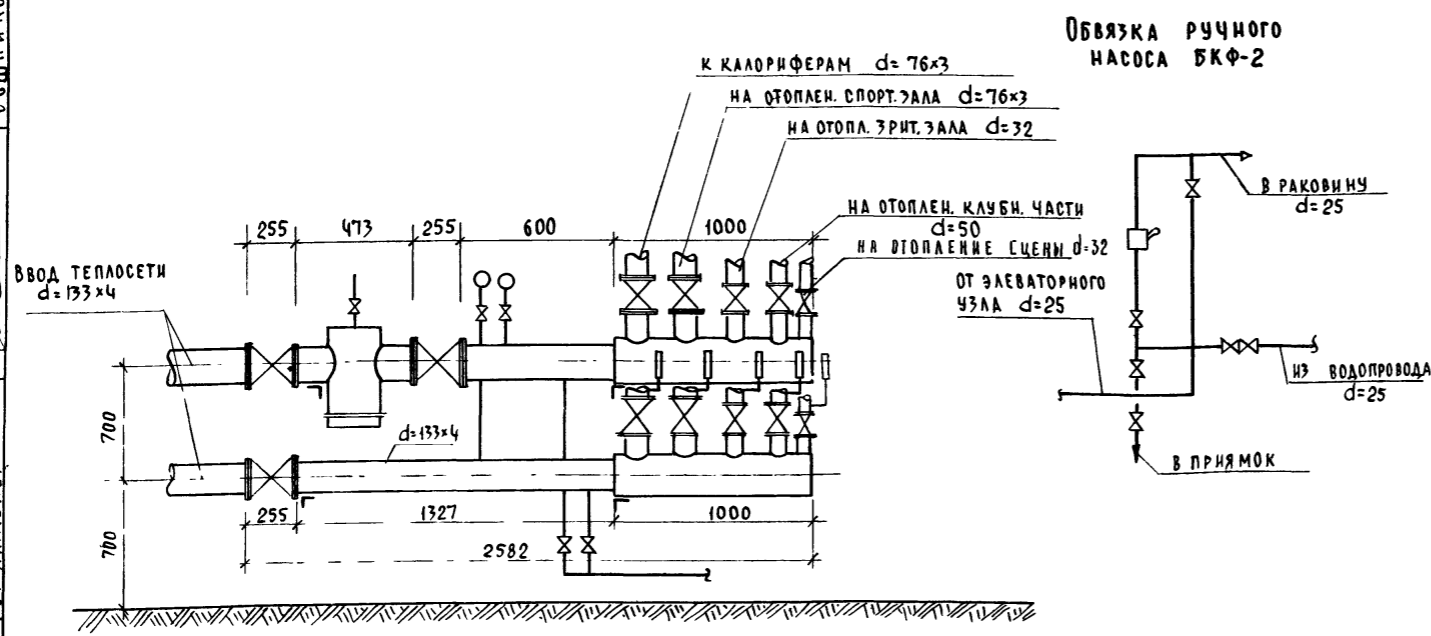 ОБВЯЗКА РУЧНОГО
НАСОСА БКФ-2
К КАЛОРИФЕРАМ d=76×3
НА ОТОПЛЕН. СПОРТ. ЗАЛА d=76×3
НА ОТОПЛ. ЗРИТ. ЗАЛА d=32
НА ОТОПЛЕН. КЛУБН. ЧАСТИ
d=50
НА ОТОПЛЕНИЕ СЦЕНЫ d=32
255
473
255
600
1000
ВВОД ТЕПЛОСЕТИ
d=133×4
700
700
d=133×4
255
1327
1000
2582
В РАКОВИНУ
d=25
ОТ ЭЛЕВАТОРНОГО
УЗЛА d=25
ИЗ ВОДОПРОВОДА
d=25
В ПРИЯМОК